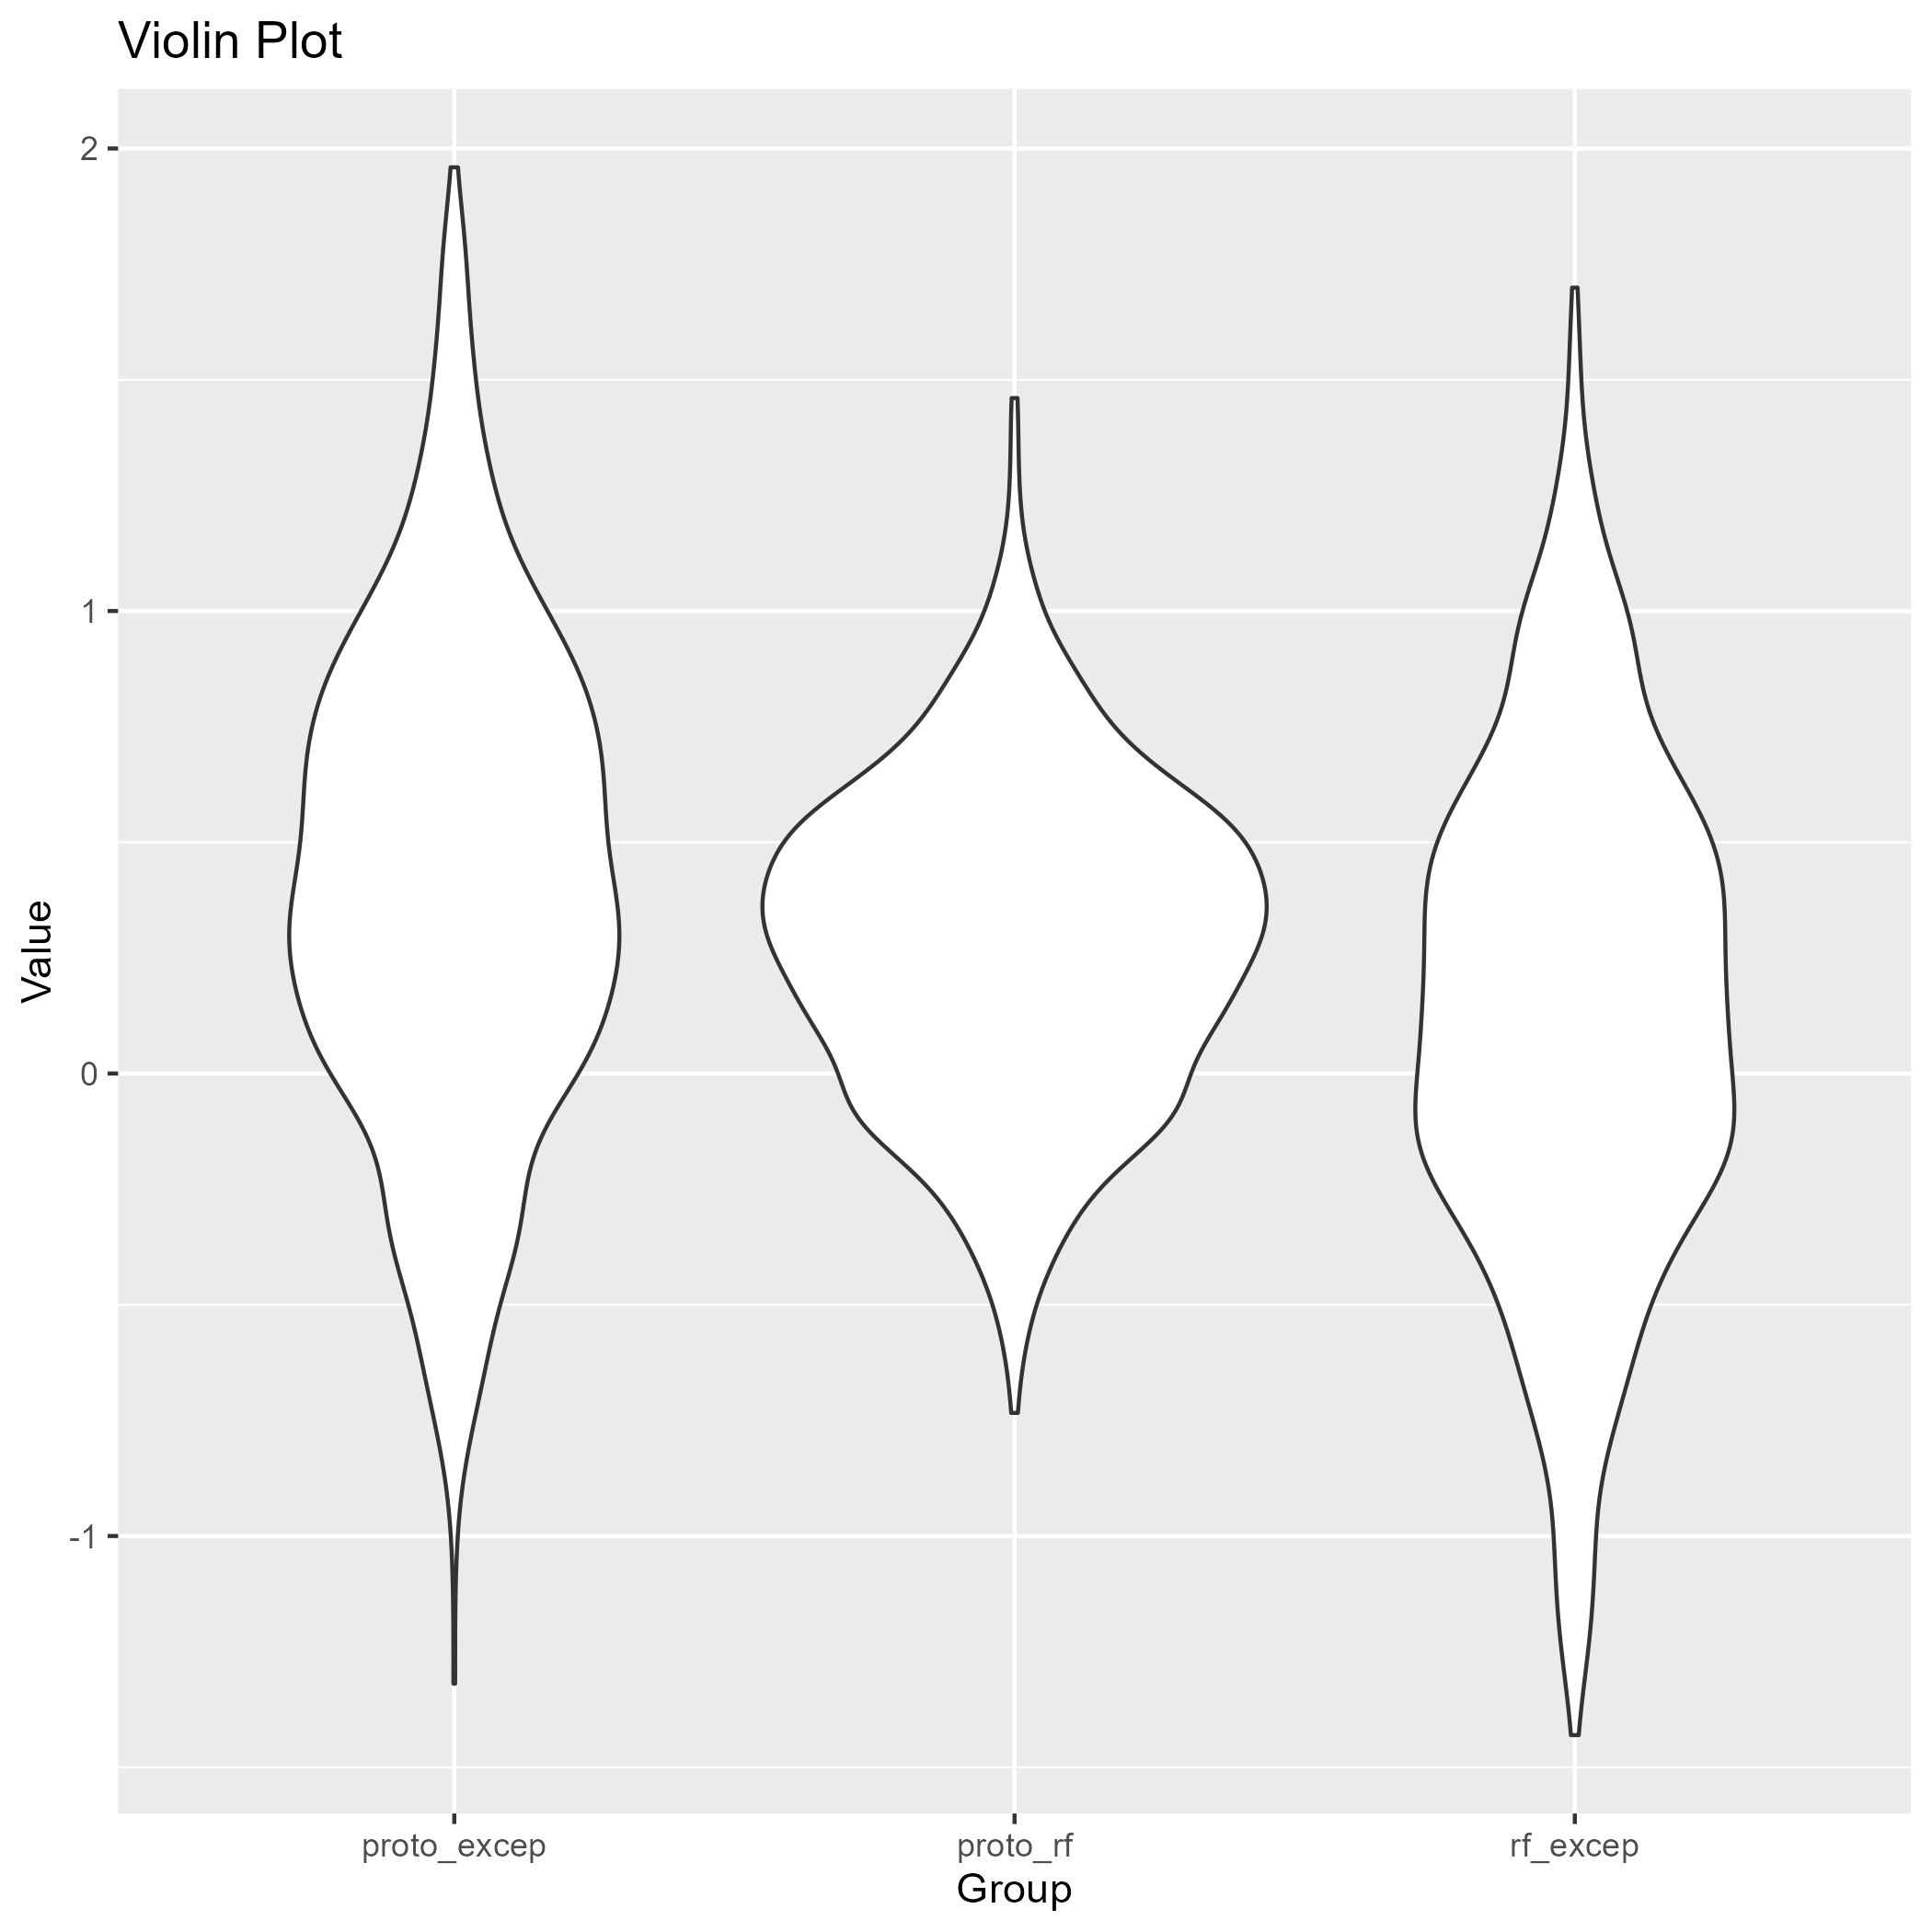 Violin Plot
2
1
0
-1
Value
proto_excep proto_rf rf_excep
Group